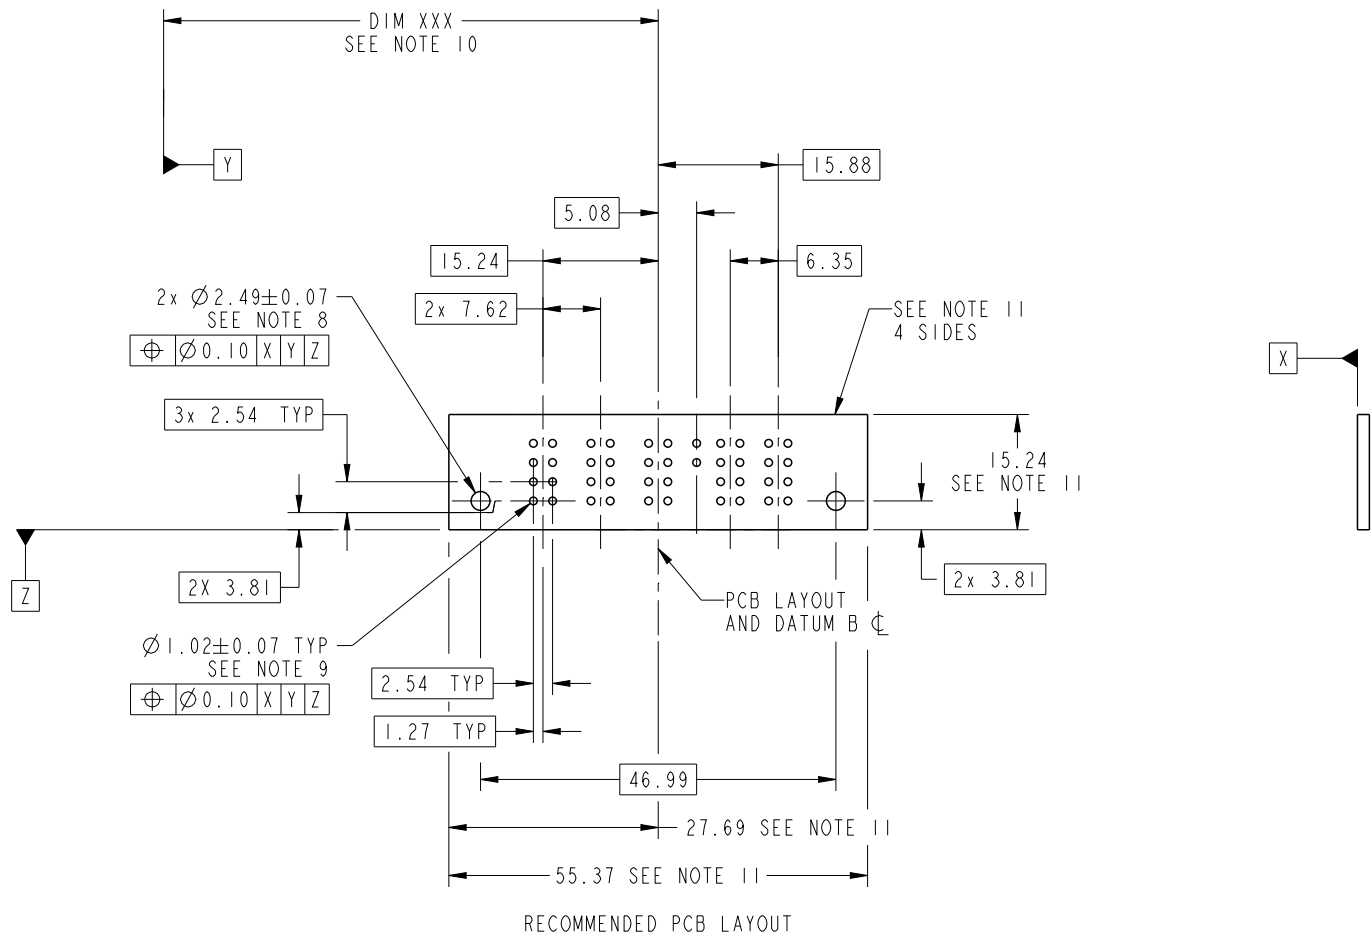 DIM XXX
SEE NOTE 10
Y
15.88
5.08
15.24
6.35
2x Ø2.49±0.07
SEE NOTE 8
⌖ Ø0.10 X Y Z
2x 7.62
SEE NOTE 11
4 SIDES
X
3x 2.54 TYP
15.24
SEE NOTE 11
2X 3.81
2x 3.81
Z
PCB LAYOUT
AND DATUM B ℄
Ø1.02±0.07 TYP
SEE NOTE 9
⌖ Ø0.10 X Y Z
2.54 TYP
1.27 TYP
46.99
27.69 SEE NOTE 11
55.37 SEE NOTE 11
RECOMMENDED PCB LAYOUT